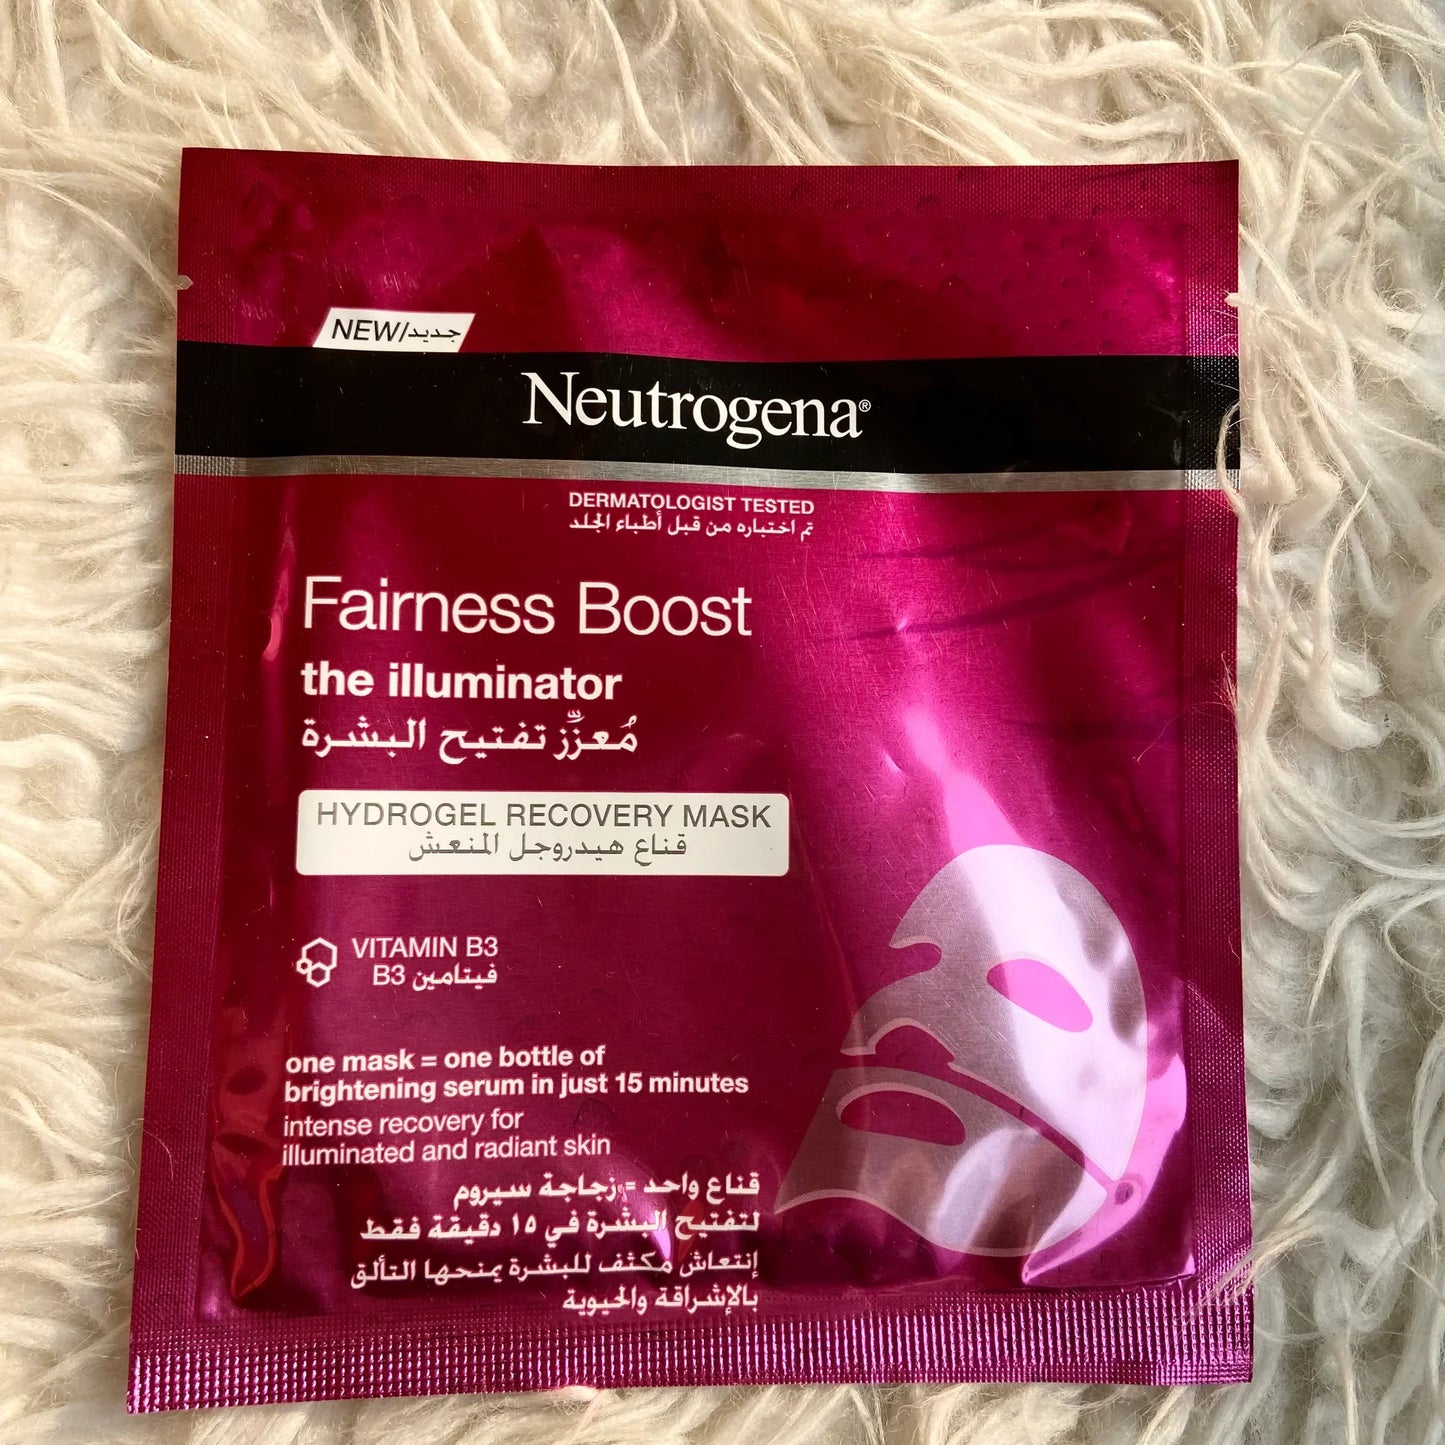 NEW/جديد
Neutrogena®
DERMATOLOGIST TESTED
تم اختباره من قبل أطباء الجلد
Fairness Boost
the illuminator
مُعزِّز تفتيح البشرة
HYDROGEL RECOVERY MASK
قناع هيدروجل المنعش
VITAMIN B3
فيتامين B3
one mask = one bottle of
brightening serum in just 15 minutes
intense recovery for
illuminated and radiant skin
قناع واحد = زجاجة سيروم
لتفتيح البشرة في ١٥ دقيقة فقط
إنتعاش مكثف للبشرة يمنحها التألق
بالإشراقة والحيوية